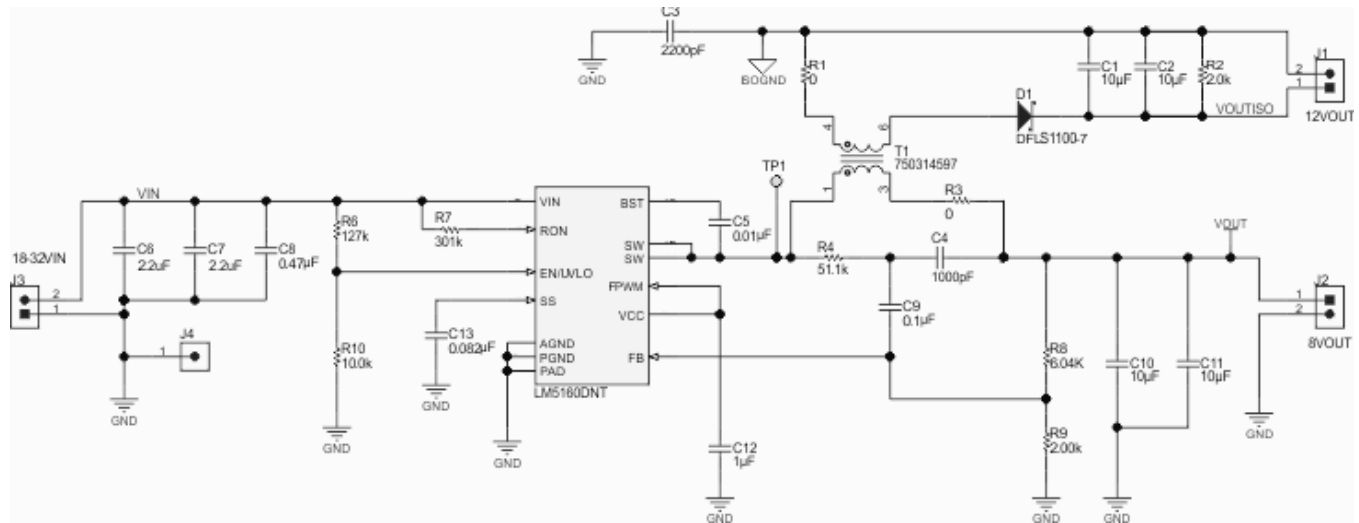 C3
2200pF
GND
BOGND
R1
0
C1
10µF
C2
10µF
R2
2.0k
J1
2
1
12VOUT
VOUTISO
D1
DFLS1100-7
4
6
T1
750314597
1
3
TP1
R3
0
VIN
18-32VIN
J3
2
1
C6
2.2uF
C7
2.2uF
C8
0.47µF
R6
127k
R7
301k
VIN
RON
EN/UVLO
SS
AGND
PGND
PAD
BST
SW
SW
FPWM
VCC
FB
LM5160DNT
C5
0.01µF
R4
51.1k
C4
1000pF
C9
0.1µF
VOUT
J2
1
2
8VOUT
J4
1
R10
10.0k
C13
0.082µF
GND
GND
GND
GND
C12
1µF
GND
R8
6.04K
R9
2.00k
GND
C10
10µF
C11
10µF
GND
GND